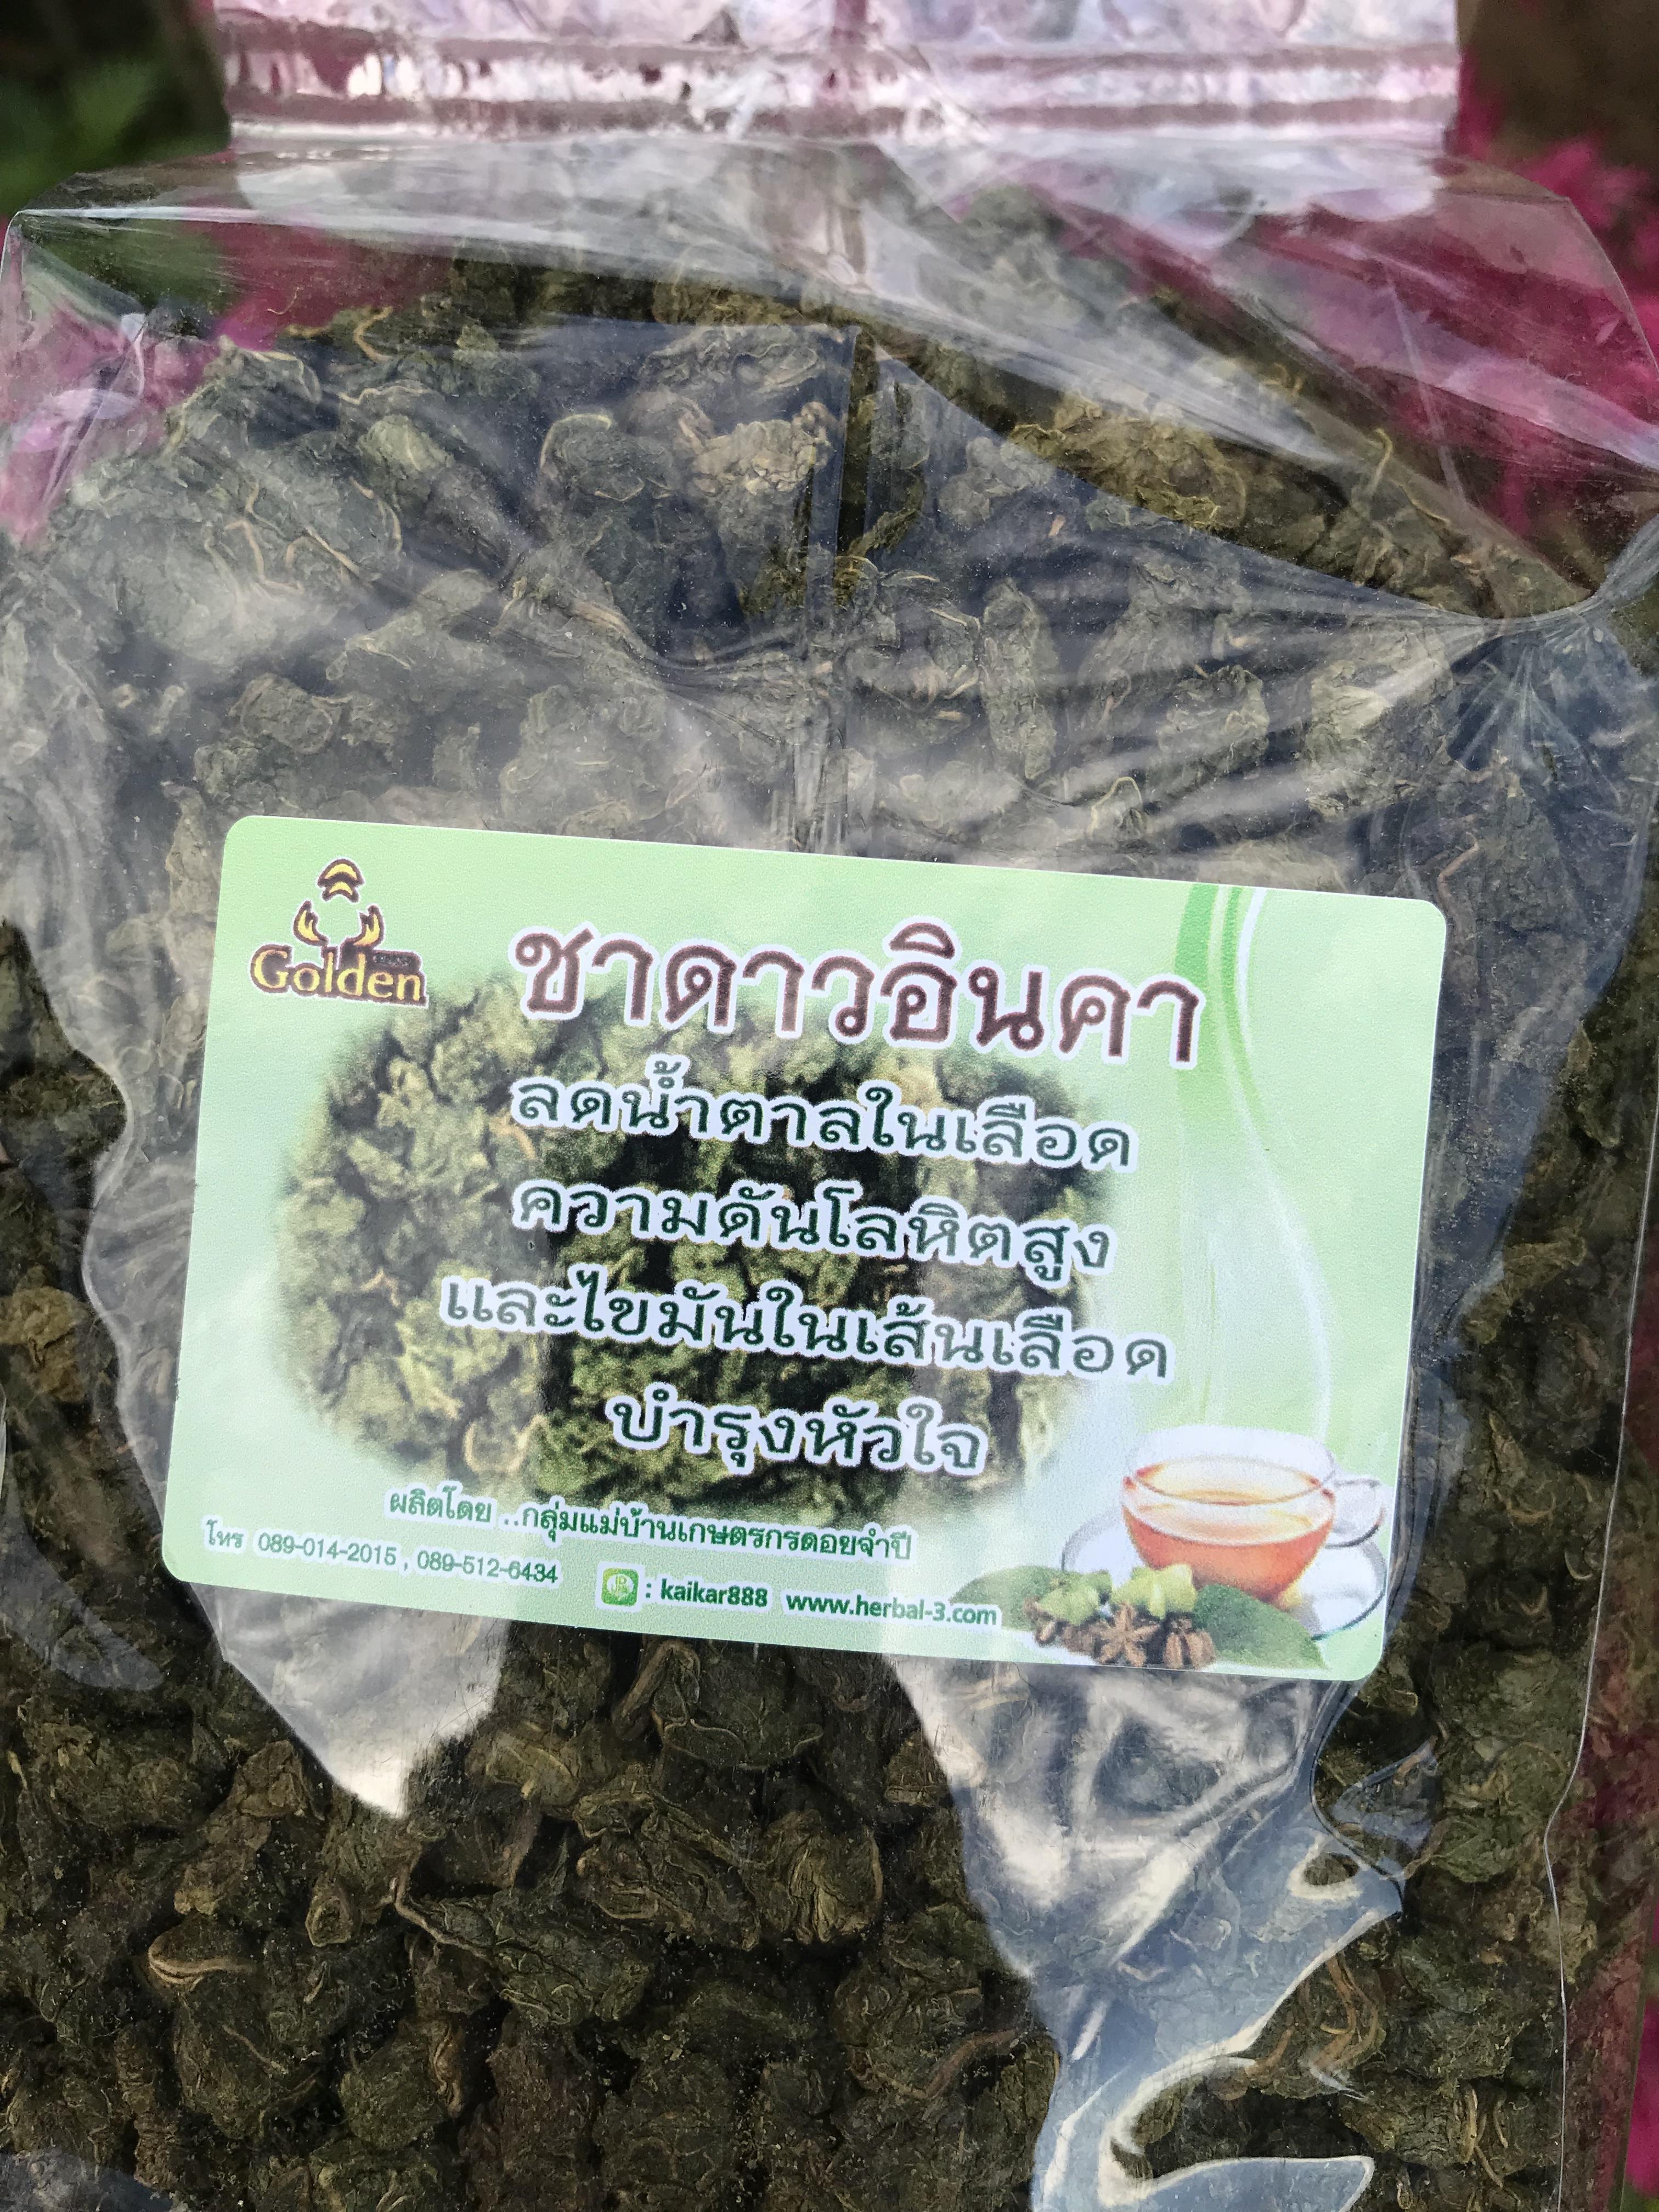 Golden
ชาดาวอินคา
ลดน้ำตาลในเลือด
ความดันโลหิตสูง
และไขมันในเส้นเลือด
บำรุงหัวใจ
ผลิตโดย ..กลุ่มแม่บ้านเกษตรกรดอยจำปี
โทร 089-014-2015 , 089-512-6434
: kaikar888 www.herbal-3.com